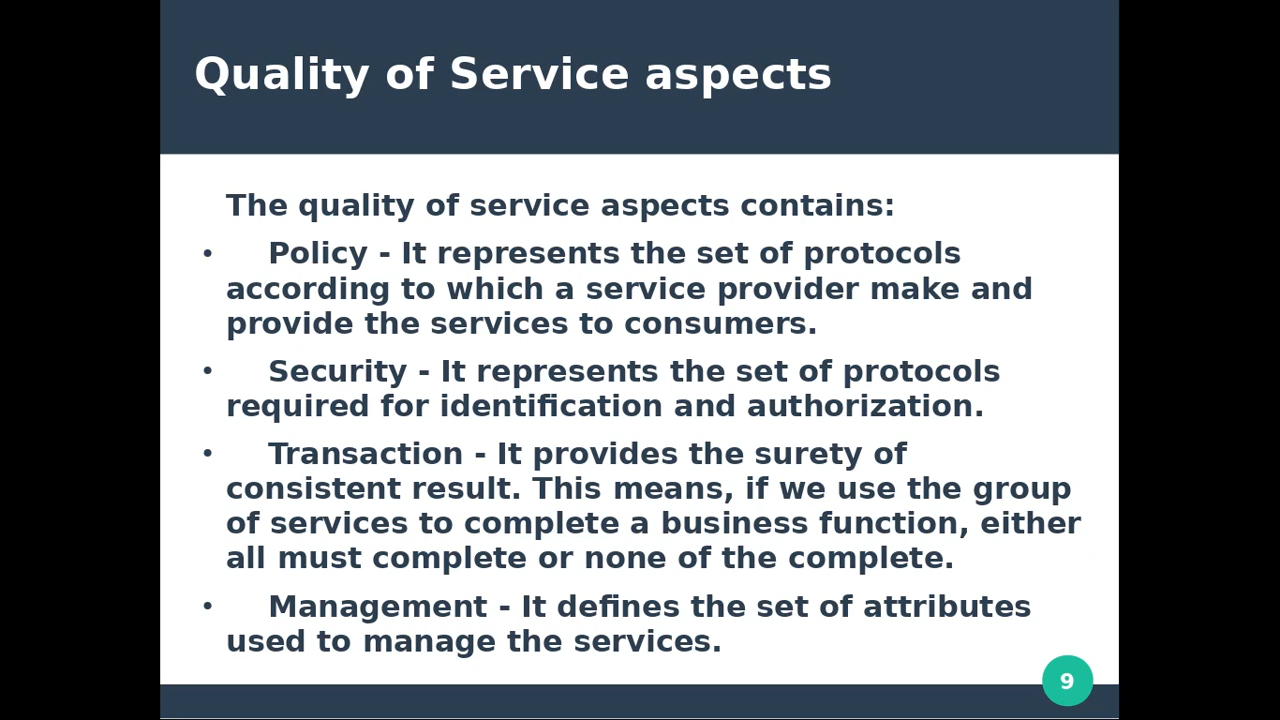 Quality of Service aspects
The quality of service aspects contains:
• Policy - It represents the set of protocols
according to which a service provider make and
provide the services to consumers.
• Security - It represents the set of protocols
required for identification and authorization.
• Transaction - It provides the surety of
consistent result. This means, if we use the group
of services to complete a business function, either
all must complete or none of the complete.
• Management - It defines the set of attributes
used to manage the services.
9